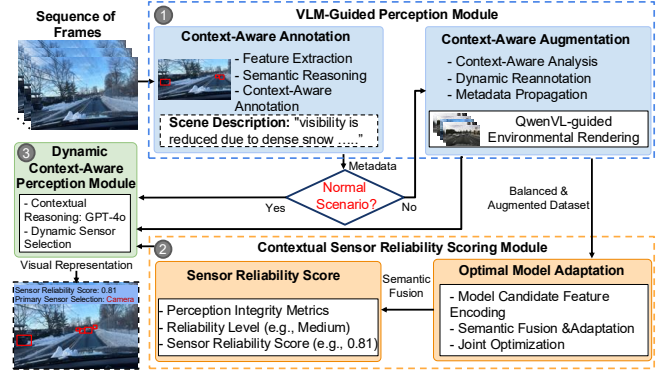 Sequence of
Frames
1
VLM-Guided Perception Module
Context-Aware Annotation
- Feature Extraction
- Semantic Reasoning
- Context-Aware
Annotation
Scene Description: "visibility is
reduced due to dense snow ....."
Context-Aware Augmentation
- Context-Aware Analysis
- Dynamic Reannotation
- Metadata Propagation
QwenVL-guided
Environmental Rendering
Metadata
Normal
Scenario?
Yes
No
Balanced &
Augmented Dataset
3
Dynamic
Context-Aware
Perception Module
- Contextual
Reasoning: GPT-4o
- Dynamic Sensor
Selection
Visual Representation
Sensor Reliability Score: 0.81
Primary Sensor Selection: Camera
2
Contextual Sensor Reliability Scoring Module
Sensor Reliability Score
- Perception Integrity Metrics
- Reliability Level (e.g., Medium)
- Sensor Reliability Score (e.g., 0.81)
Semantic
Fusion
Optimal Model Adaptation
- Model Candidate Feature
Encoding
- Semantic Fusion &Adaptation
- Joint Optimization